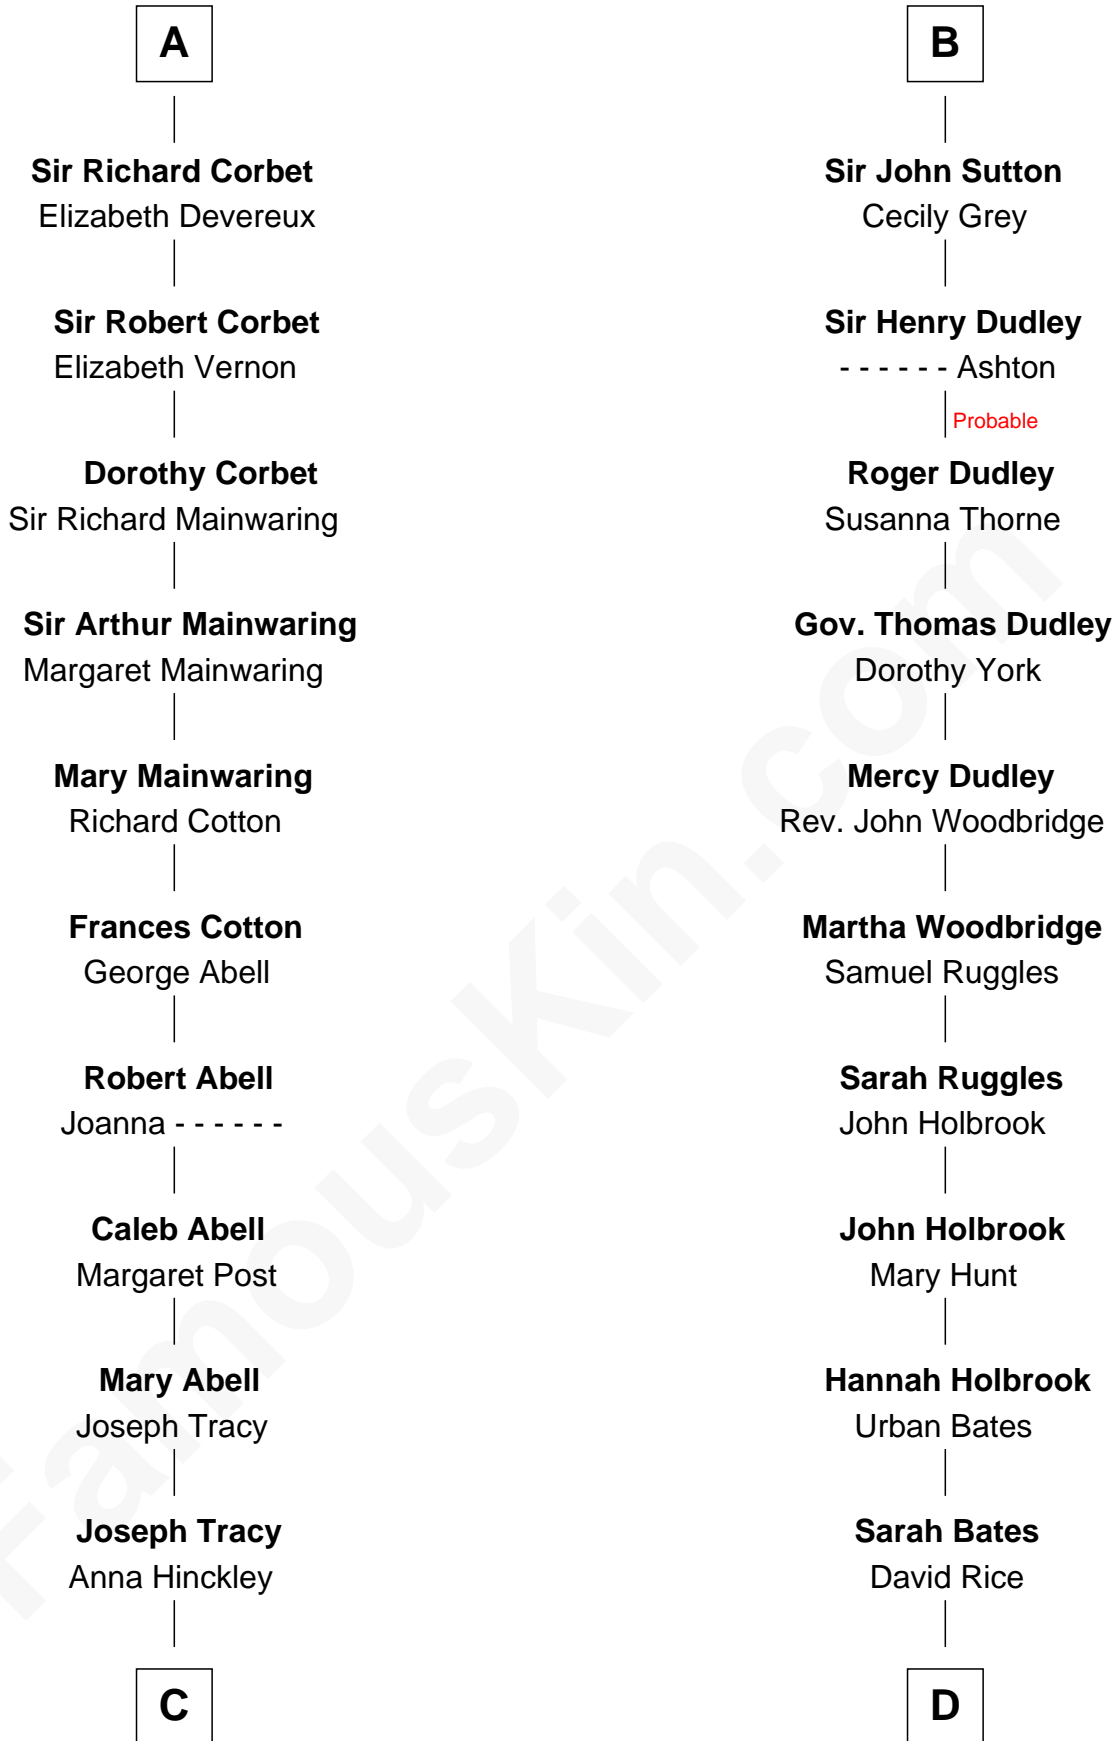 A
Sir Richard Corbet
Elizabeth Devereux
Sir Robert Corbet
Elizabeth Vernon
Dorothy Corbet
Sir Richard Mainwaring
Sir Arthur Mainwaring
Margaret Mainwaring
Mary Mainwaring
Richard Cotton
Frances Cotton
George Abell
Robert Abell
Joanna - - - - - -
Caleb Abell
Margaret Post
Mary Abell
Joseph Tracy
Joseph Tracy
Anna Hinckley
C
B
Sir John Sutton
Cecily Grey
Sir Henry Dudley
- - - - - - Ashton
Probable
Roger Dudley
Susanna Thorne
Gov. Thomas Dudley
Dorothy York
Mercy Dudley
Rev. John Woodbridge
Martha Woodbridge
Samuel Ruggles
Sarah Ruggles
John Holbrook
John Holbrook
Mary Hunt
Hannah Holbrook
Urban Bates
Sarah Bates
David Rice
D
FamousKin.com